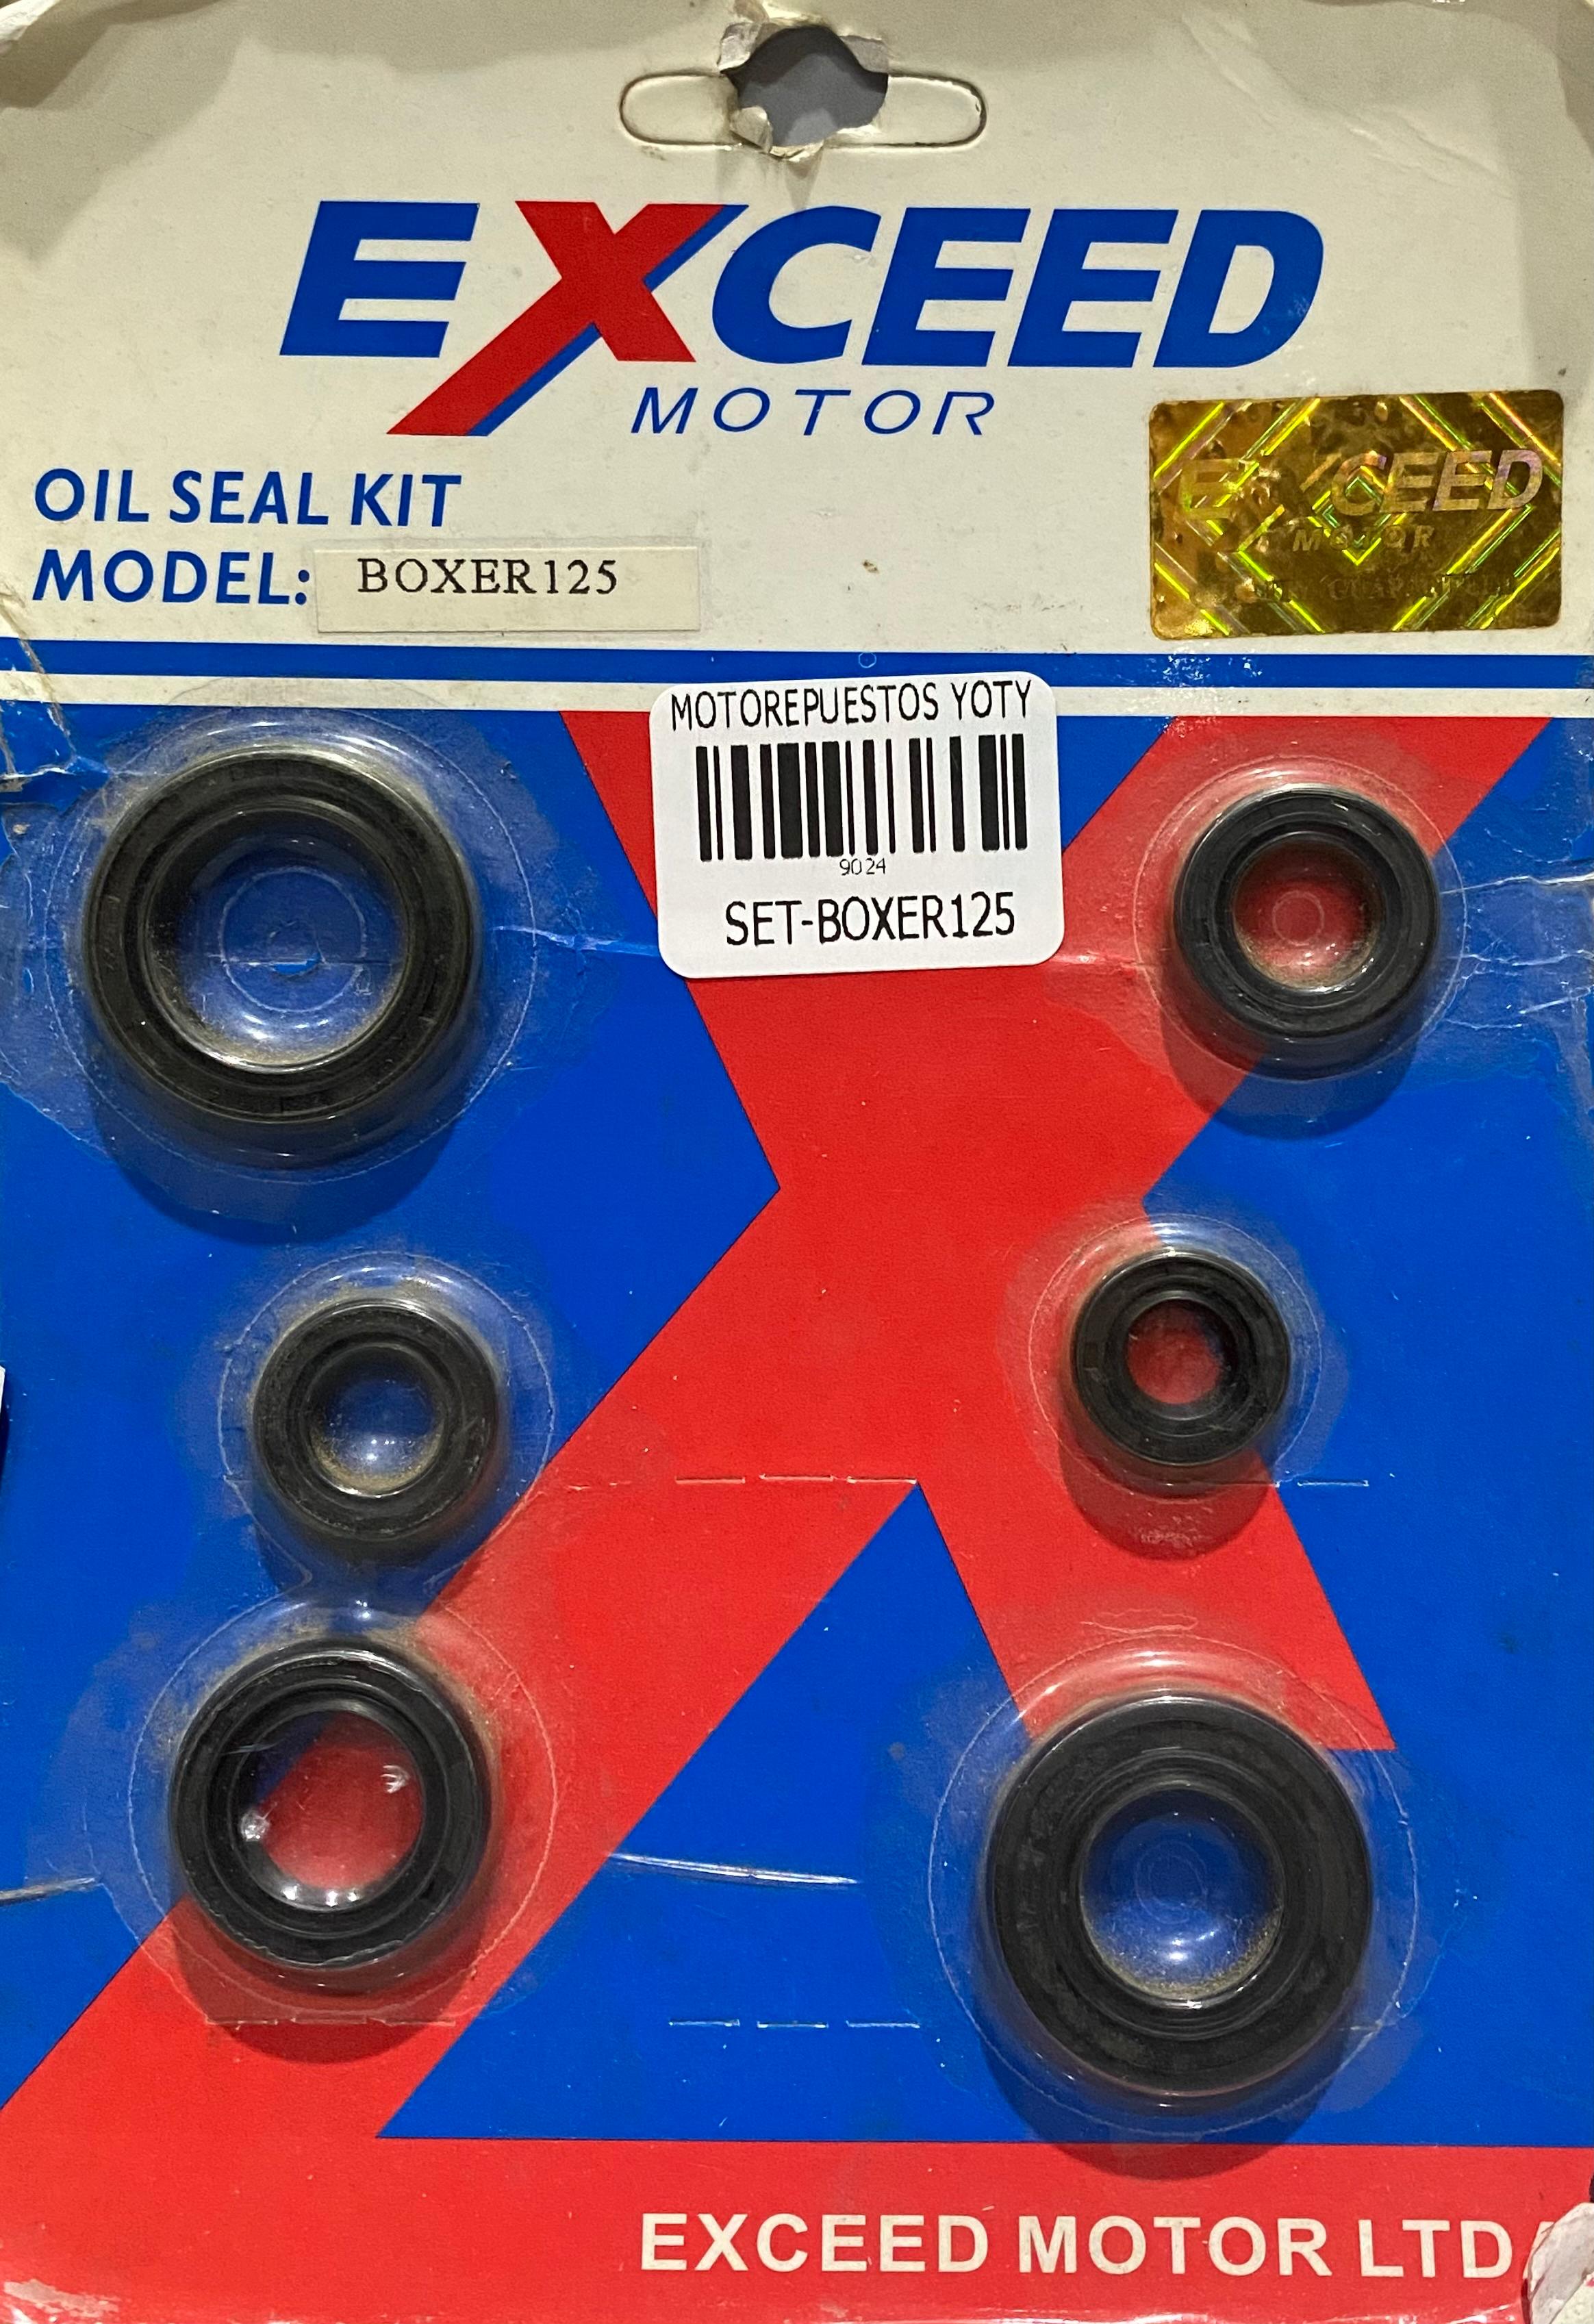 EXCEED
MOTOR
OIL SEAL KIT
MODEL: BOXER125
EXCEED
MOTOR
MOTOREPUESTOS YOTY
9024
SET-BOXER125
EXCEED MOTOR LTD